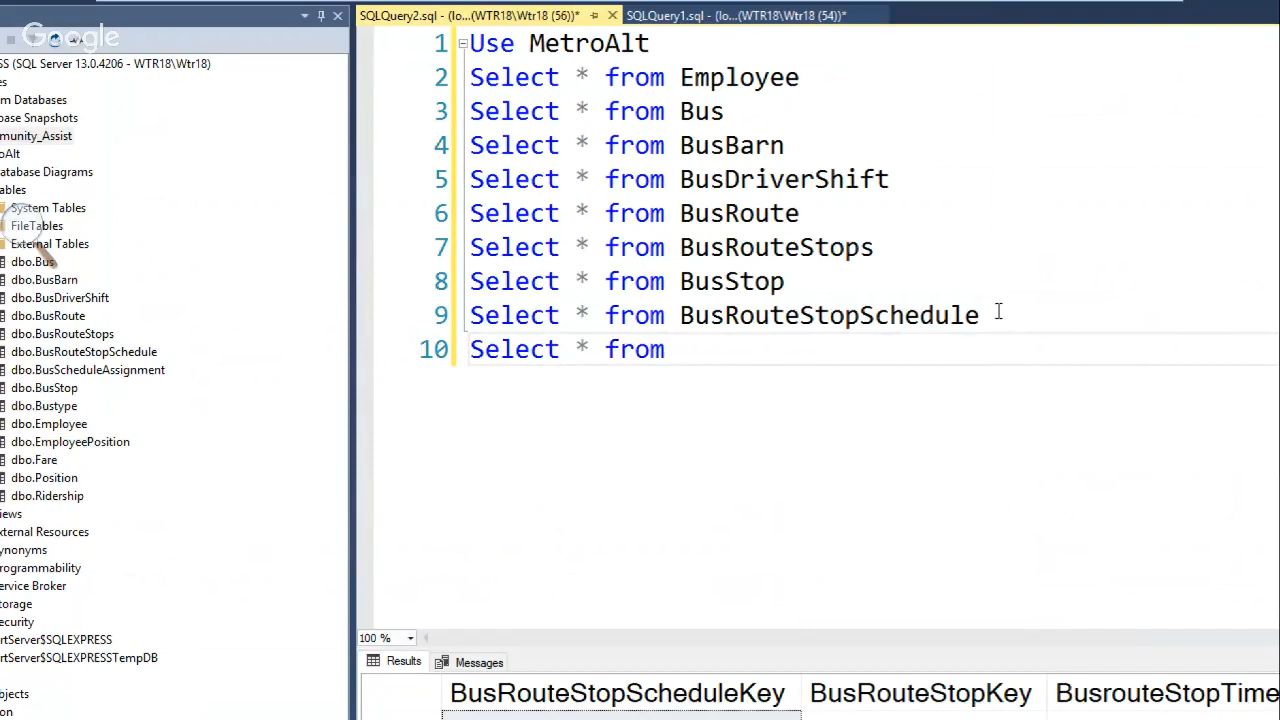 SQLQuery2.sql - (lo...(WTR18\Wtr18 (56))* SQLQuery1.sql - (lo...(WTR18\Wtr18 (54))*
Google
SS (SQL Server 13.0.4206 - WTR18\Wtr18)
es
m Databases
base Snapshots
munity_Assist
oAlt
atabase Diagrams
ables
System Tables
FileTables
External Tables
dbo.Bus
dbo.BusBarn
dbo.BusDriverShift
dbo.BusRoute
dbo.BusRouteStops
dbo.BusRouteStopSchedule
dbo.BusScheduleAssignment
dbo.BusStop
dbo.Bustype
dbo.Employee
dbo.EmployeePosition
dbo.Fare
dbo.Position
dbo.Ridership
iews
xternal Resources
ynonyms
rogrammability
ervice Broker
torage
ecurity
rtServer$SQLEXPRESS
rtServer$SQLEXPRESSTempDB
bjects
on
1 Use MetroAlt
2 Select * from Employee
3 Select * from Bus
4 Select * from BusBarn
5 Select * from BusDriverShift
6 Select * from BusRoute
7 Select * from BusRouteStops
8 Select * from BusStop
9 Select * from BusRouteStopSchedule
10 Select * from
100 %
Results Messages
BusRouteStopScheduleKey BusRouteStopKey BusrouteStopTime